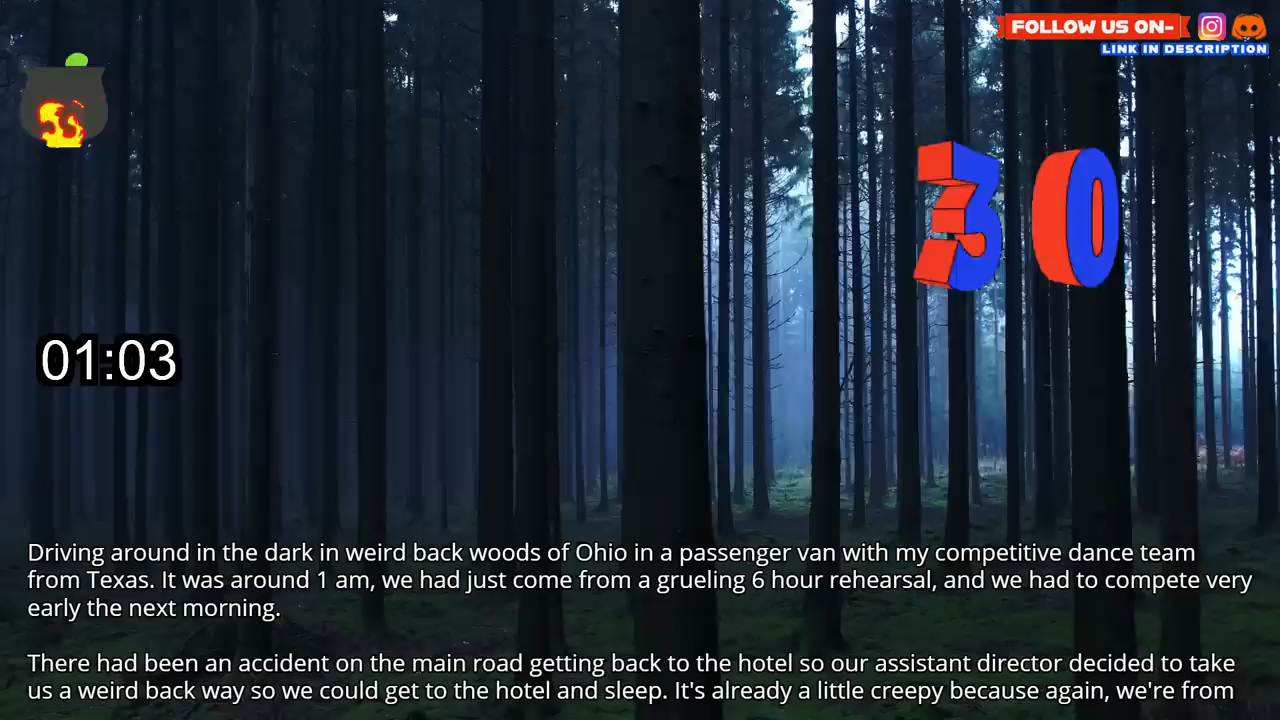 FOLLOW US ON-
LINK IN DESCRIPTION
30
01:03
Driving around in the dark in weird back woods of Ohio in a passenger van with my competitive dance team
from Texas. It was around 1 am, we had just come from a grueling 6 hour rehearsal, and we had to compete very
early the next morning.
There had been an accident on the main road getting back to the hotel so our assistant director decided to take
us a weird back way so we could get to the hotel and sleep. It's already a little creepy because again, we're from